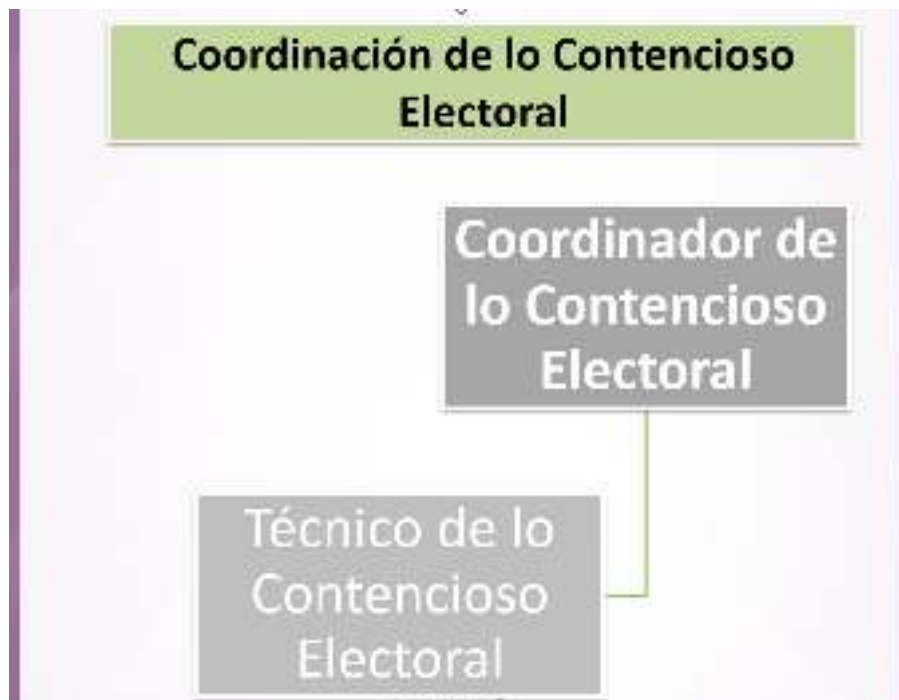 Coordinación de lo Contencioso
Electoral
Coordinador de
lo Contencioso
Electoral
Técnico de lo
Contencioso
Electoral